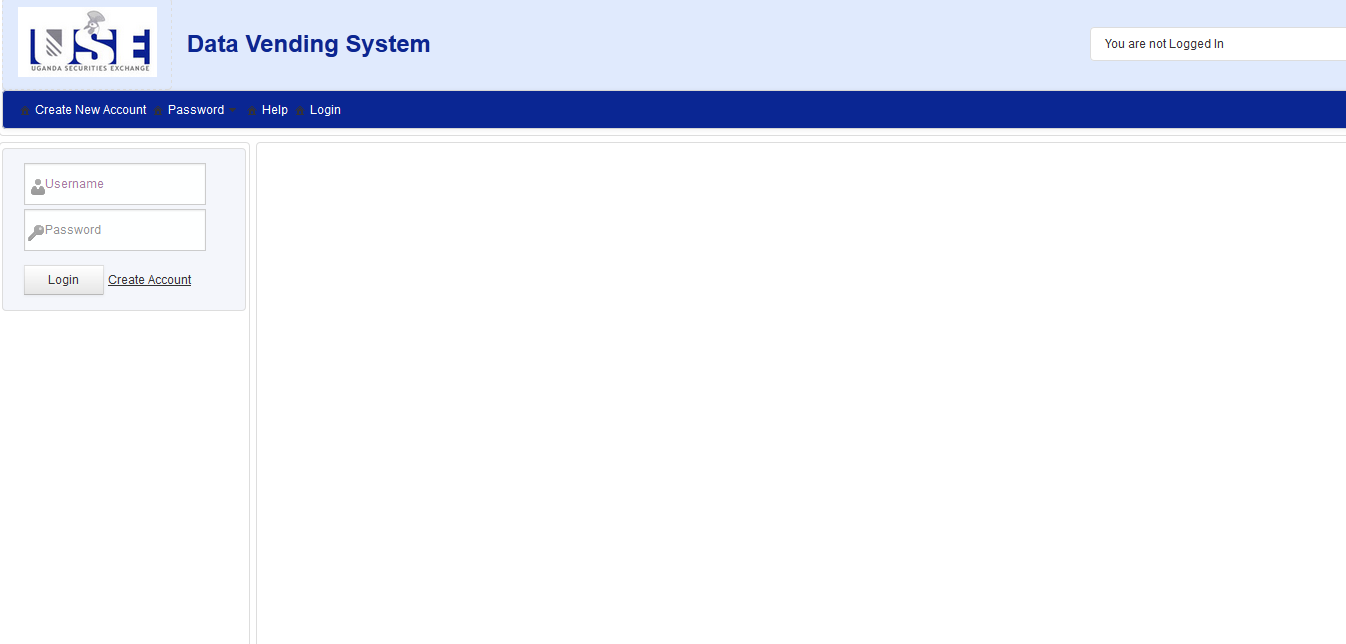 USE
UGANDA SECURITIES EXCHANGE
Data Vending System
You are not Logged In
Create New Account Password Help Login
Username
Password
Login Create Account